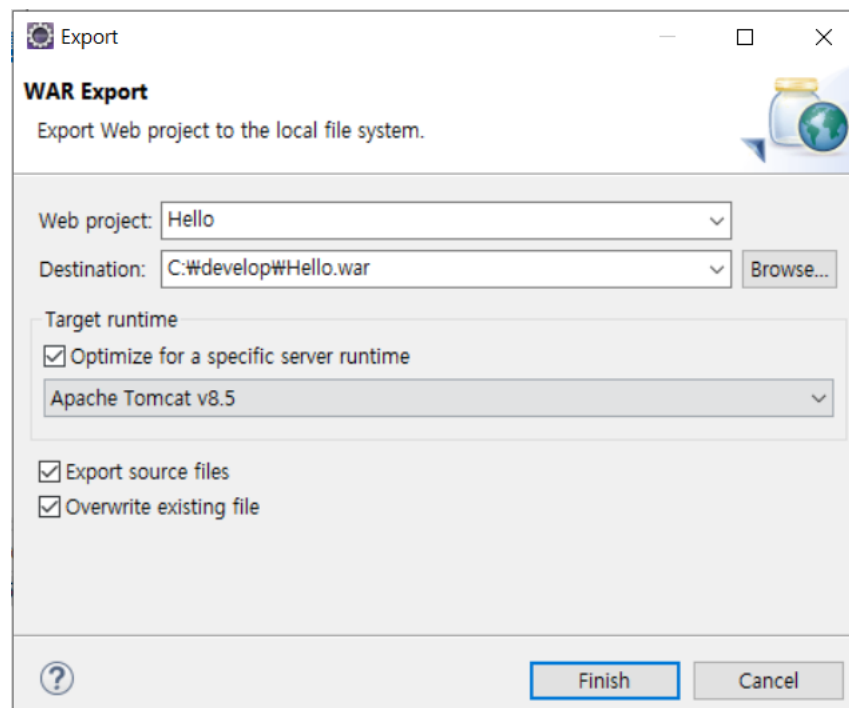 Export
WAR Export
Export Web project to the local file system.
Web project: Hello
Destination: C:₩develop₩Hello.war Browse...
Target runtime
Optimize for a specific server runtime
Apache Tomcat v8.5
Export source files
Overwrite existing file
? Finish Cancel